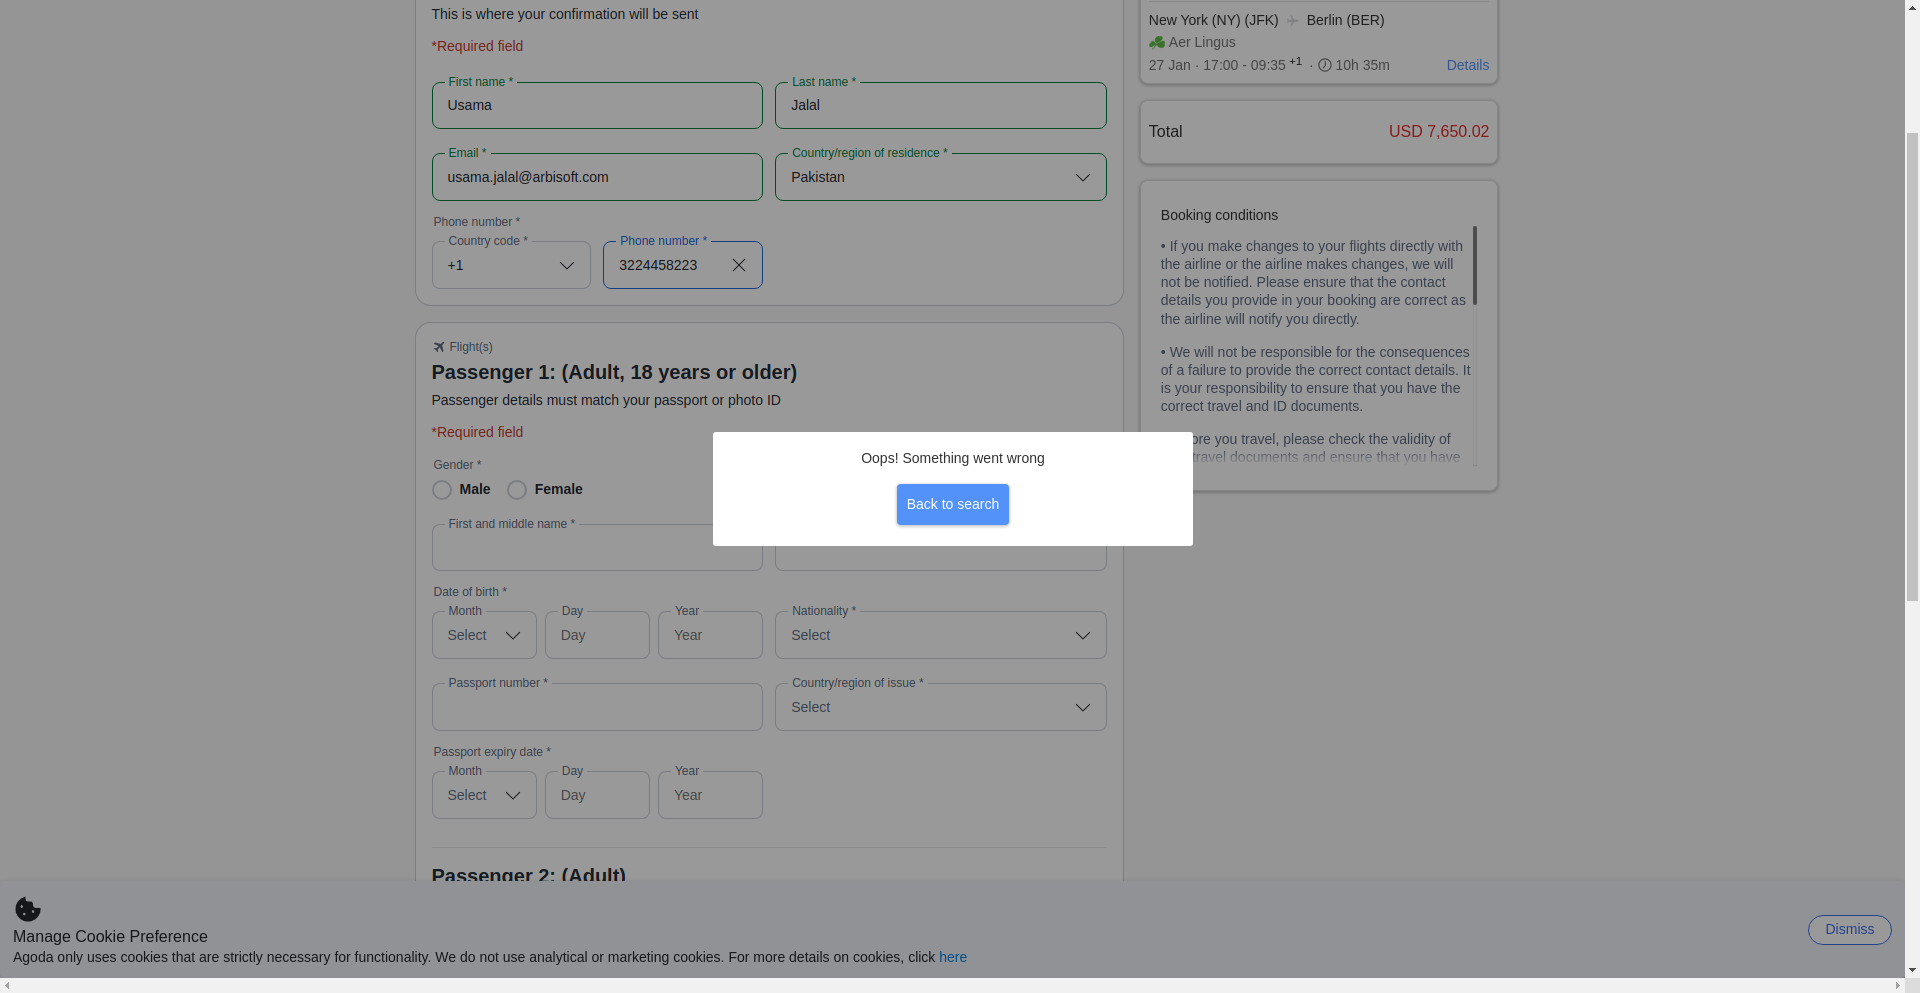 This is where your confirmation will be sent
*Required field
First name *
Usama
Last name *
Jalal
Email *
usama.jalal@arbisoft.com
Country/region of residence *
Pakistan
Phone number *
Country code *
+1
Phone number *
3224458223
Flight(s)
Passenger 1: (Adult, 18 years or older)
Passenger details must match your passport or photo ID
*Required field
Gender *
Male
Female
First and middle name *
Date of birth *
Month
Select
Day
Day
Year
Year
Nationality *
Select
Passport number *
Country/region of issue *
Select
Passport expiry date *
Month
Select
Day
Day
Year
Year
Passenger 2: (Adult)
New York (NY) (JFK) Berlin (BER)
Aer Lingus
27 Jan · 17:00 - 09:35 +1 · 10h 35m
Details
Total
USD 7,650.02
Booking conditions
• If you make changes to your flights directly with
the airline or the airline makes changes, we will
not be notified. Please ensure that the contact
details you provide in your booking are correct as
the airline will notify you directly.
• We will not be responsible for the consequences
of a failure to provide the correct contact details. It
is your responsibility to ensure that you have the
correct travel and ID documents.
ore you travel, please check the validity of
travel documents and ensure that you have
Oops! Something went wrong
Back to search
Manage Cookie Preference
Agoda only uses cookies that are strictly necessary for functionality. We do not use analytical or marketing cookies. For more details on cookies, click here
Dismiss